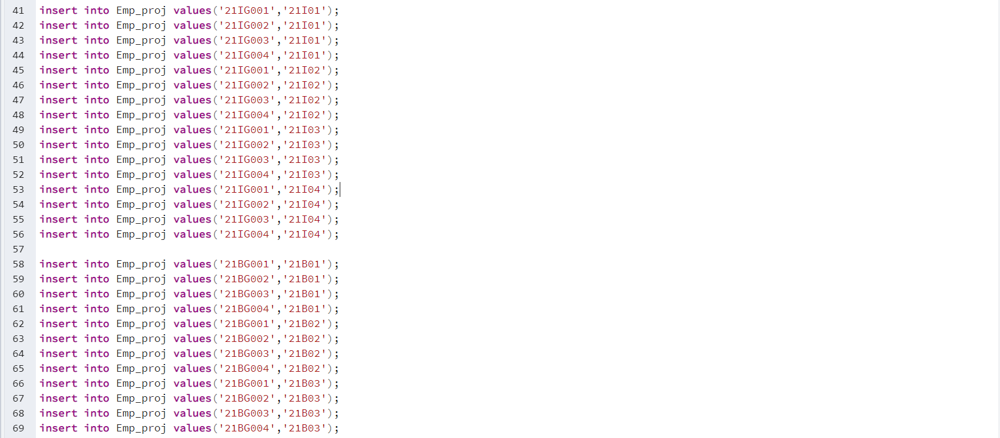 41 insert into Emp_proj values('21IG001','21I01');
42 insert into Emp_proj values('21IG002','21I01');
43 insert into Emp_proj values('21IG003','21I01');
44 insert into Emp_proj values('21IG004','21I01');
45 insert into Emp_proj values('21IG001','21I02');
46 insert into Emp_proj values('21IG002','21I02');
47 insert into Emp_proj values('21IG003','21I02');
48 insert into Emp_proj values('21IG004','21I02');
49 insert into Emp_proj values('21IG001','21I03');
50 insert into Emp_proj values('21IG002','21I03');
51 insert into Emp_proj values('21IG003','21I03');
52 insert into Emp_proj values('21IG004','21I03');
53 insert into Emp_proj values('21IG001','21I04');
54 insert into Emp_proj values('21IG002','21I04');
55 insert into Emp_proj values('21IG003','21I04');
56 insert into Emp_proj values('21IG004','21I04');
57
58 insert into Emp_proj values('21BG001','21B01');
59 insert into Emp_proj values('21BG002','21B01');
60 insert into Emp_proj values('21BG003','21B01');
61 insert into Emp_proj values('21BG004','21B01');
62 insert into Emp_proj values('21BG001','21B02');
63 insert into Emp_proj values('21BG002','21B02');
64 insert into Emp_proj values('21BG003','21B02');
65 insert into Emp_proj values('21BG004','21B02');
66 insert into Emp_proj values('21BG001','21B03');
67 insert into Emp_proj values('21BG002','21B03');
68 insert into Emp_proj values('21BG003','21B03');
69 insert into Emp_proj values('21BG004','21B03');